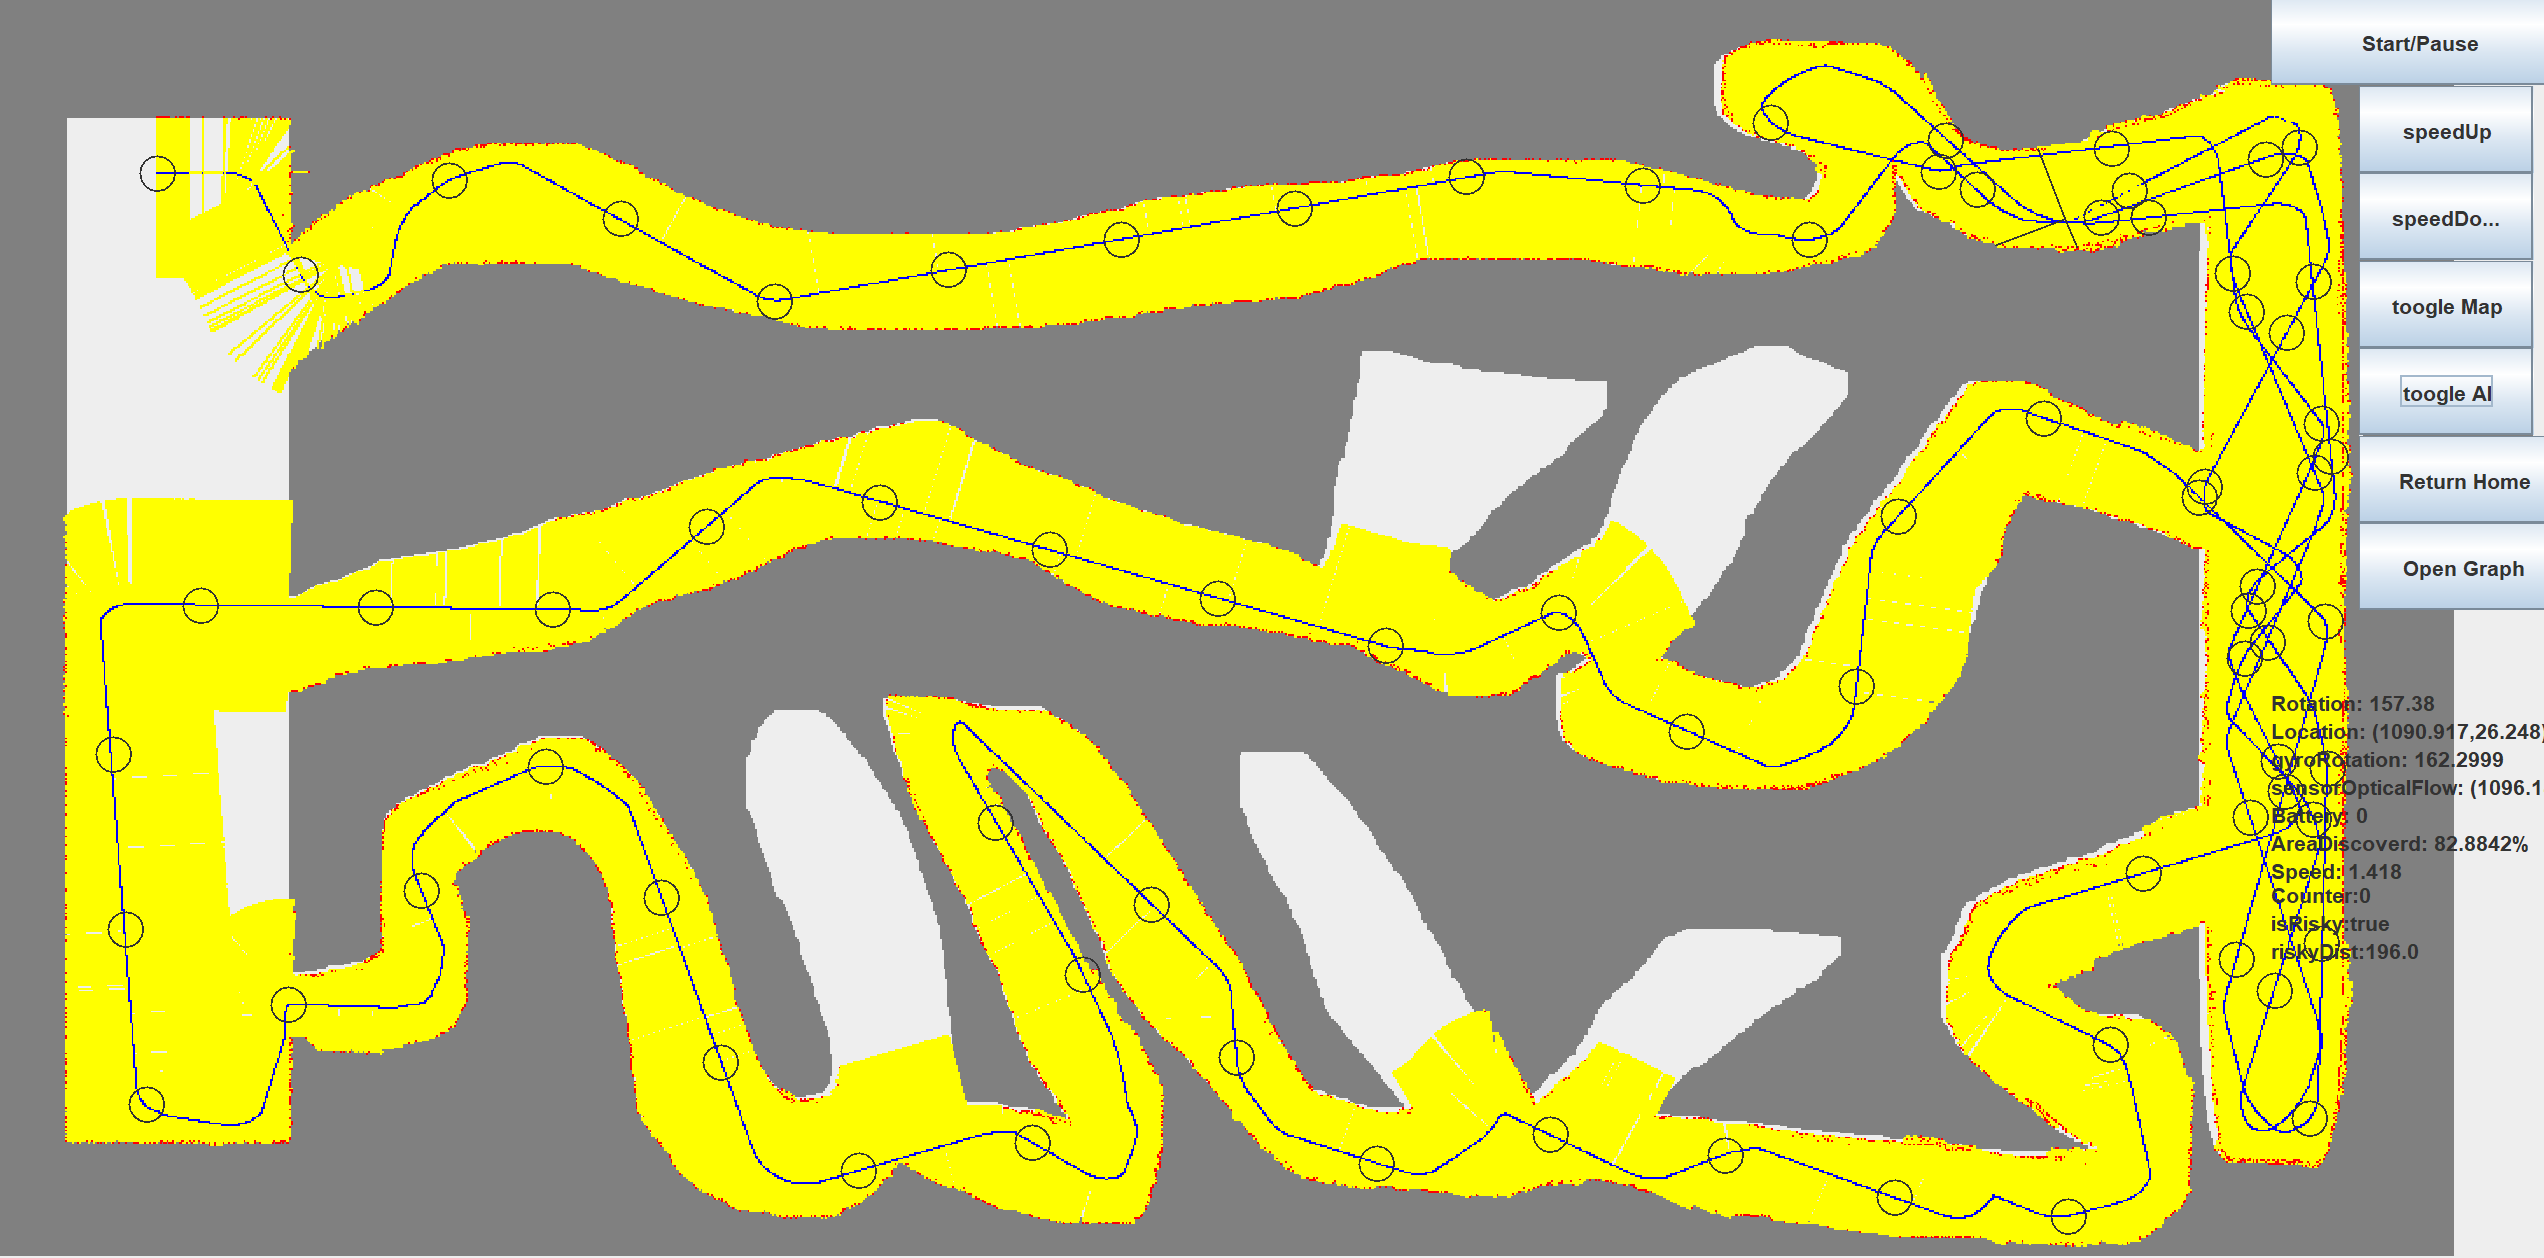 Start/Pause
speedUp
speedDo...
toogle Map
toogle AI
Return Home
Open Graph
Rotation: 157.38
Location: (1090.917,26.248)
gyroRotation: 162.2999
sensorOpticalFlow: (1096.1
Battery: 0
AreaDiscoverd: 82.8842%
Speed: 1.418
Counter:0
isRisky:true
riskyDist:196.0